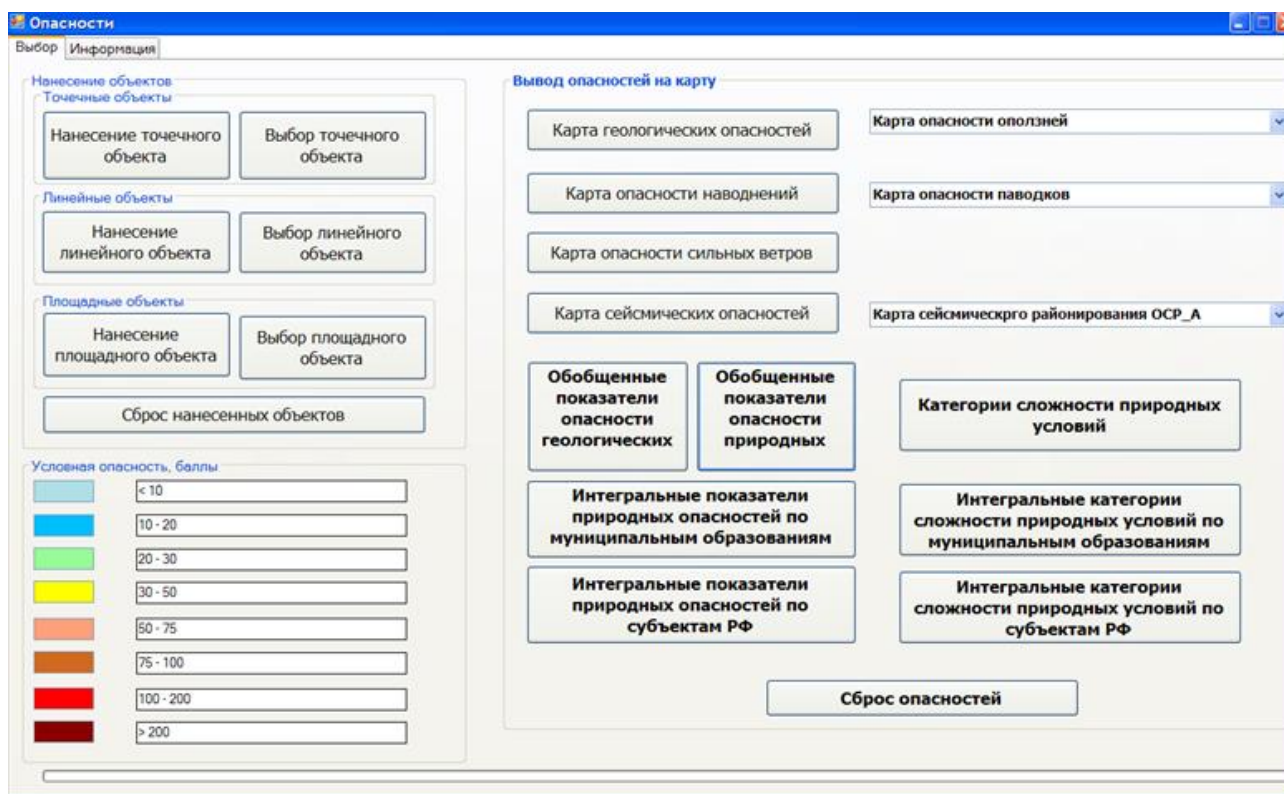 Опасности
Выбор Информация
Нанесение объектов
Точечные объекты
Нанесение точечного
объекта
Выбор точечного
объекта
Линейные объекты
Нанесение
линейного объекта
Выбор линейного
объекта
Площадные объекты
Нанесение
площадного объекта
Выбор площадного
объекта
Сброс нанесенных объектов
Условная опасность, баллы
< 10
10 - 20
20 - 30
30 - 50
50 - 75
75 - 100
100 - 200
> 200
Вывод опасностей на карту
Карта геологических опасностей
Карта опасности оползней
Карта опасности наводнений
Карта опасности паводков
Карта опасности сильных ветров
Карта сейсмических опасностей
Карта сейсмическрго районирования ОСР_А
Обобщенные
показатели
опасности
геологических
Обобщенные
показатели
опасности
природных
Категории сложности природных
условий
Интегральные показатели
природных опасностей по
муниципальным образованиям
Интегральные категории
сложности природных условий по
муниципальным образованиям
Интегральные показатели
природных опасностей по
субъектам РФ
Интегральные категории
сложности природных условий по
субъектам РФ
Сброс опасностей